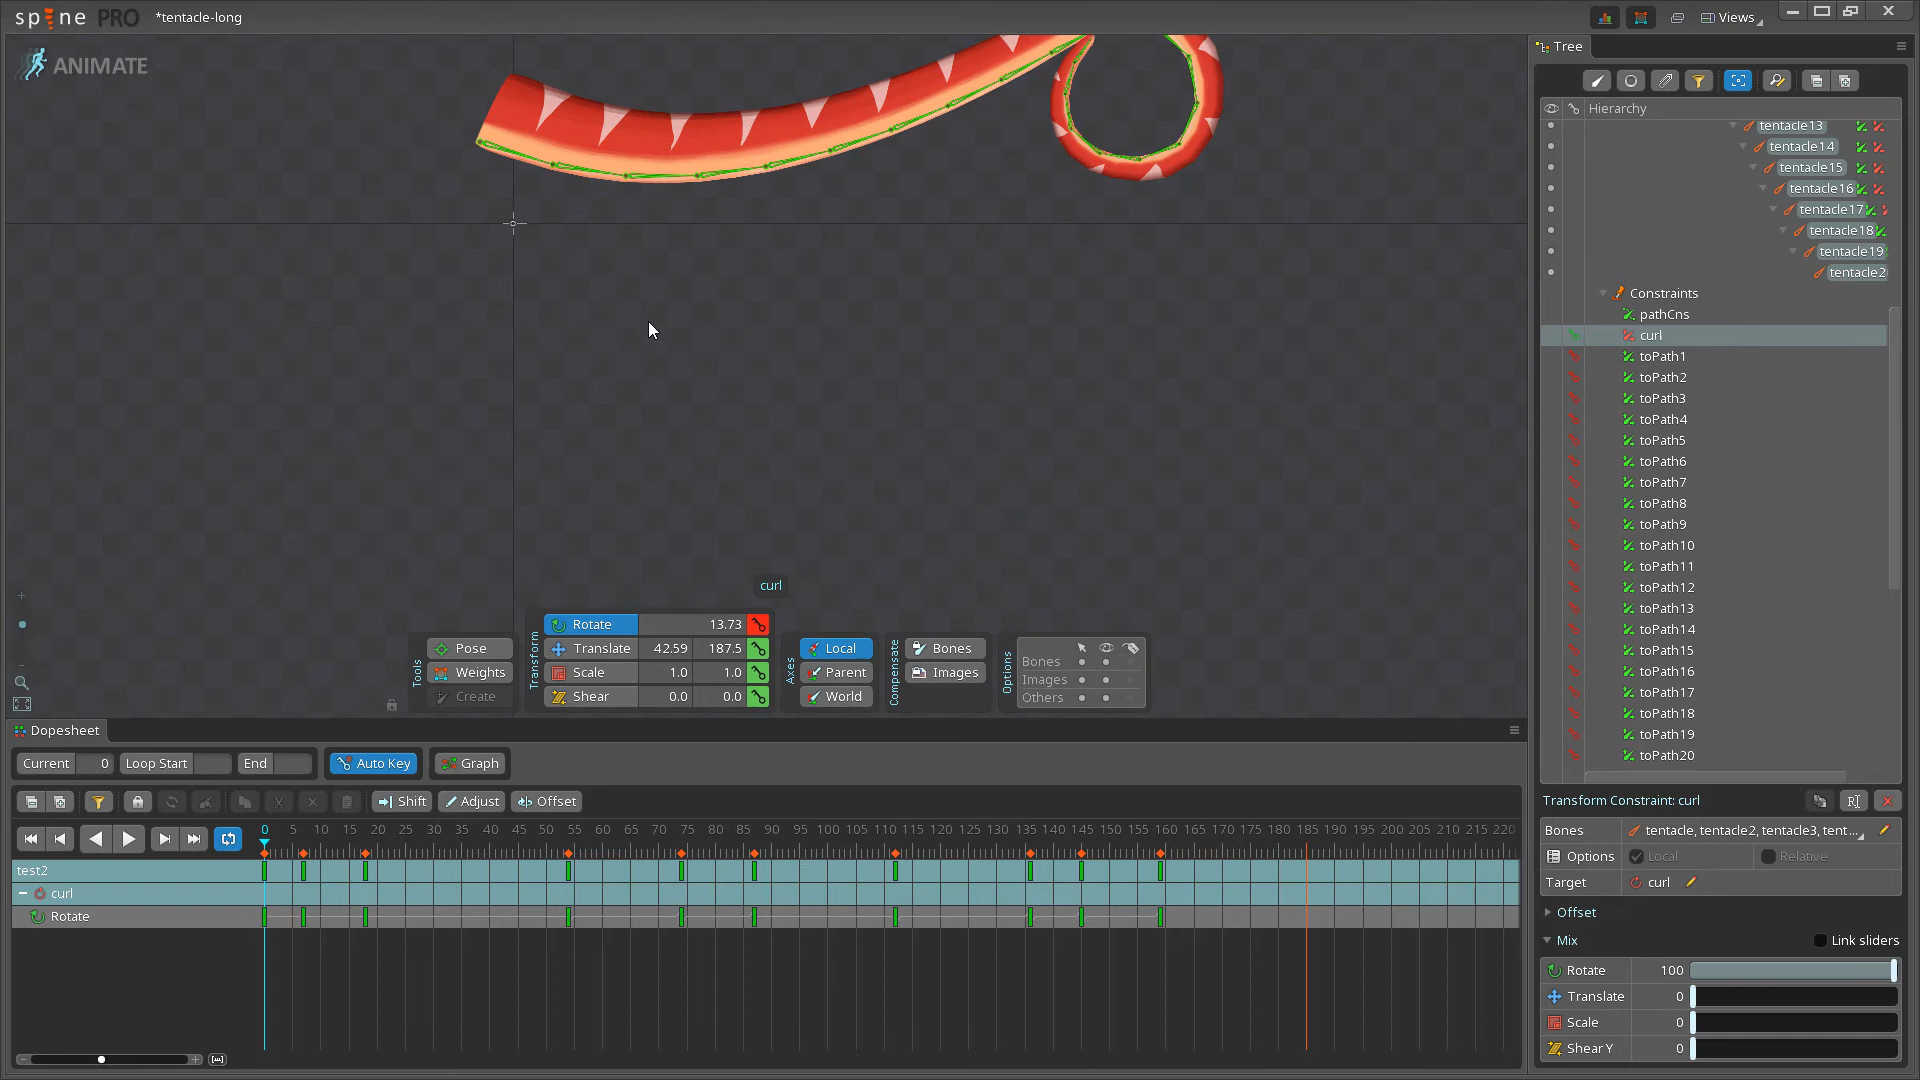 spine PRO *tentacle-long
Views
ANIMATE
Tree
Hierarchy
tentacle13
tentacle14
tentacle15
tentacle16
tentacle17
tentacle18
tentacle19
tentacle2
Constraints
pathCns
curl
toPath1
toPath2
toPath3
toPath4
toPath5
toPath6
toPath7
toPath8
toPath9
toPath10
toPath11
toPath12
toPath13
toPath14
toPath15
toPath16
toPath17
toPath18
toPath19
toPath20
curl
Tools
Pose
Weights
Create
Transform
Rotate 13.73
Translate 42.59 187.5
Scale 1.0 1.0
Shear 0.0 0.0
Axes
Local
Parent
World
Compensate
Bones
Images
Options
Bones
Images
Others
Dopesheet
Current 0 Loop Start End Auto Key Graph
Shift Adjust Offset
0 5 10 15 20 25 30 35 40 45 50 55 60 65 70 75 80 85 90 95 100 105 110 115 120 125 130 135 140 145 150 155 160 165 170 175 180 185 190 195 200 205 210 215 220
test2
curl
Rotate
Transform Constraint: curl
Bones tentacle, tentacle2, tentacle3, tent...
Options Local Relative
Target curl
Offset
Mix Link sliders
Rotate 100
Translate 0
Scale 0
Shear Y 0